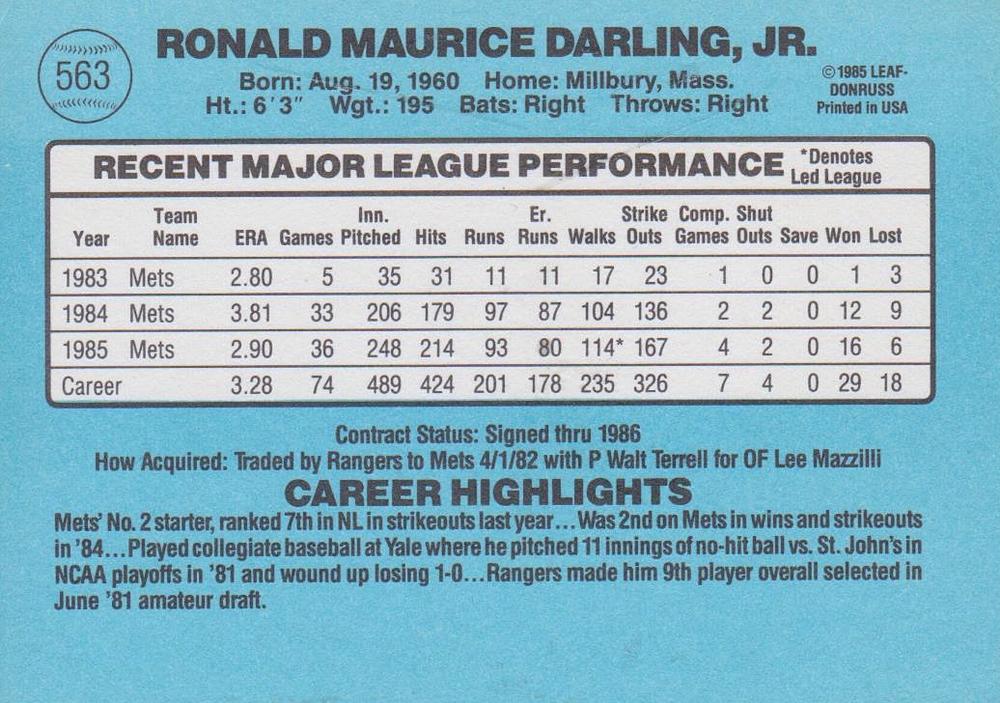 563
RONALD MAURICE DARLING, JR.
Born: Aug. 19, 1960 Home: Millbury, Mass.
Ht.: 6'3" Wgt.: 195 Bats: Right Throws: Right
©1985 LEAF-
DONRUSS
Printed in USA
RECENT MAJOR LEAGUE PERFORMANCE *Denotes Led League
Year Team Name ERA Games Inn. Pitched Hits Runs Er. Runs Walks Strike Outs Comp. Games Shut Outs Save Won Lost
1983 Mets 2.80 5 35 31 11 11 17 23 1 0 0 1 3
1984 Mets 3.81 33 206 179 97 87 104 136 2 2 0 12 9
1985 Mets 2.90 36 248 214 93 80 114* 167 4 2 0 16 6
Career 3.28 74 489 424 201 178 235 326 7 4 0 29 18
Contract Status: Signed thru 1986
How Acquired: Traded by Rangers to Mets 4/1/82 with P Walt Terrell for OF Lee Mazzilli
CAREER HIGHLIGHTS
Mets' No. 2 starter, ranked 7th in NL in strikeouts last year...Was 2nd on Mets in wins and strikeouts
in '84...Played collegiate baseball at Yale where he pitched 11 innings of no-hit ball vs. St. John's in
NCAA playoffs in '81 and wound up losing 1-0...Rangers made him 9th player overall selected in
June '81 amateur draft.